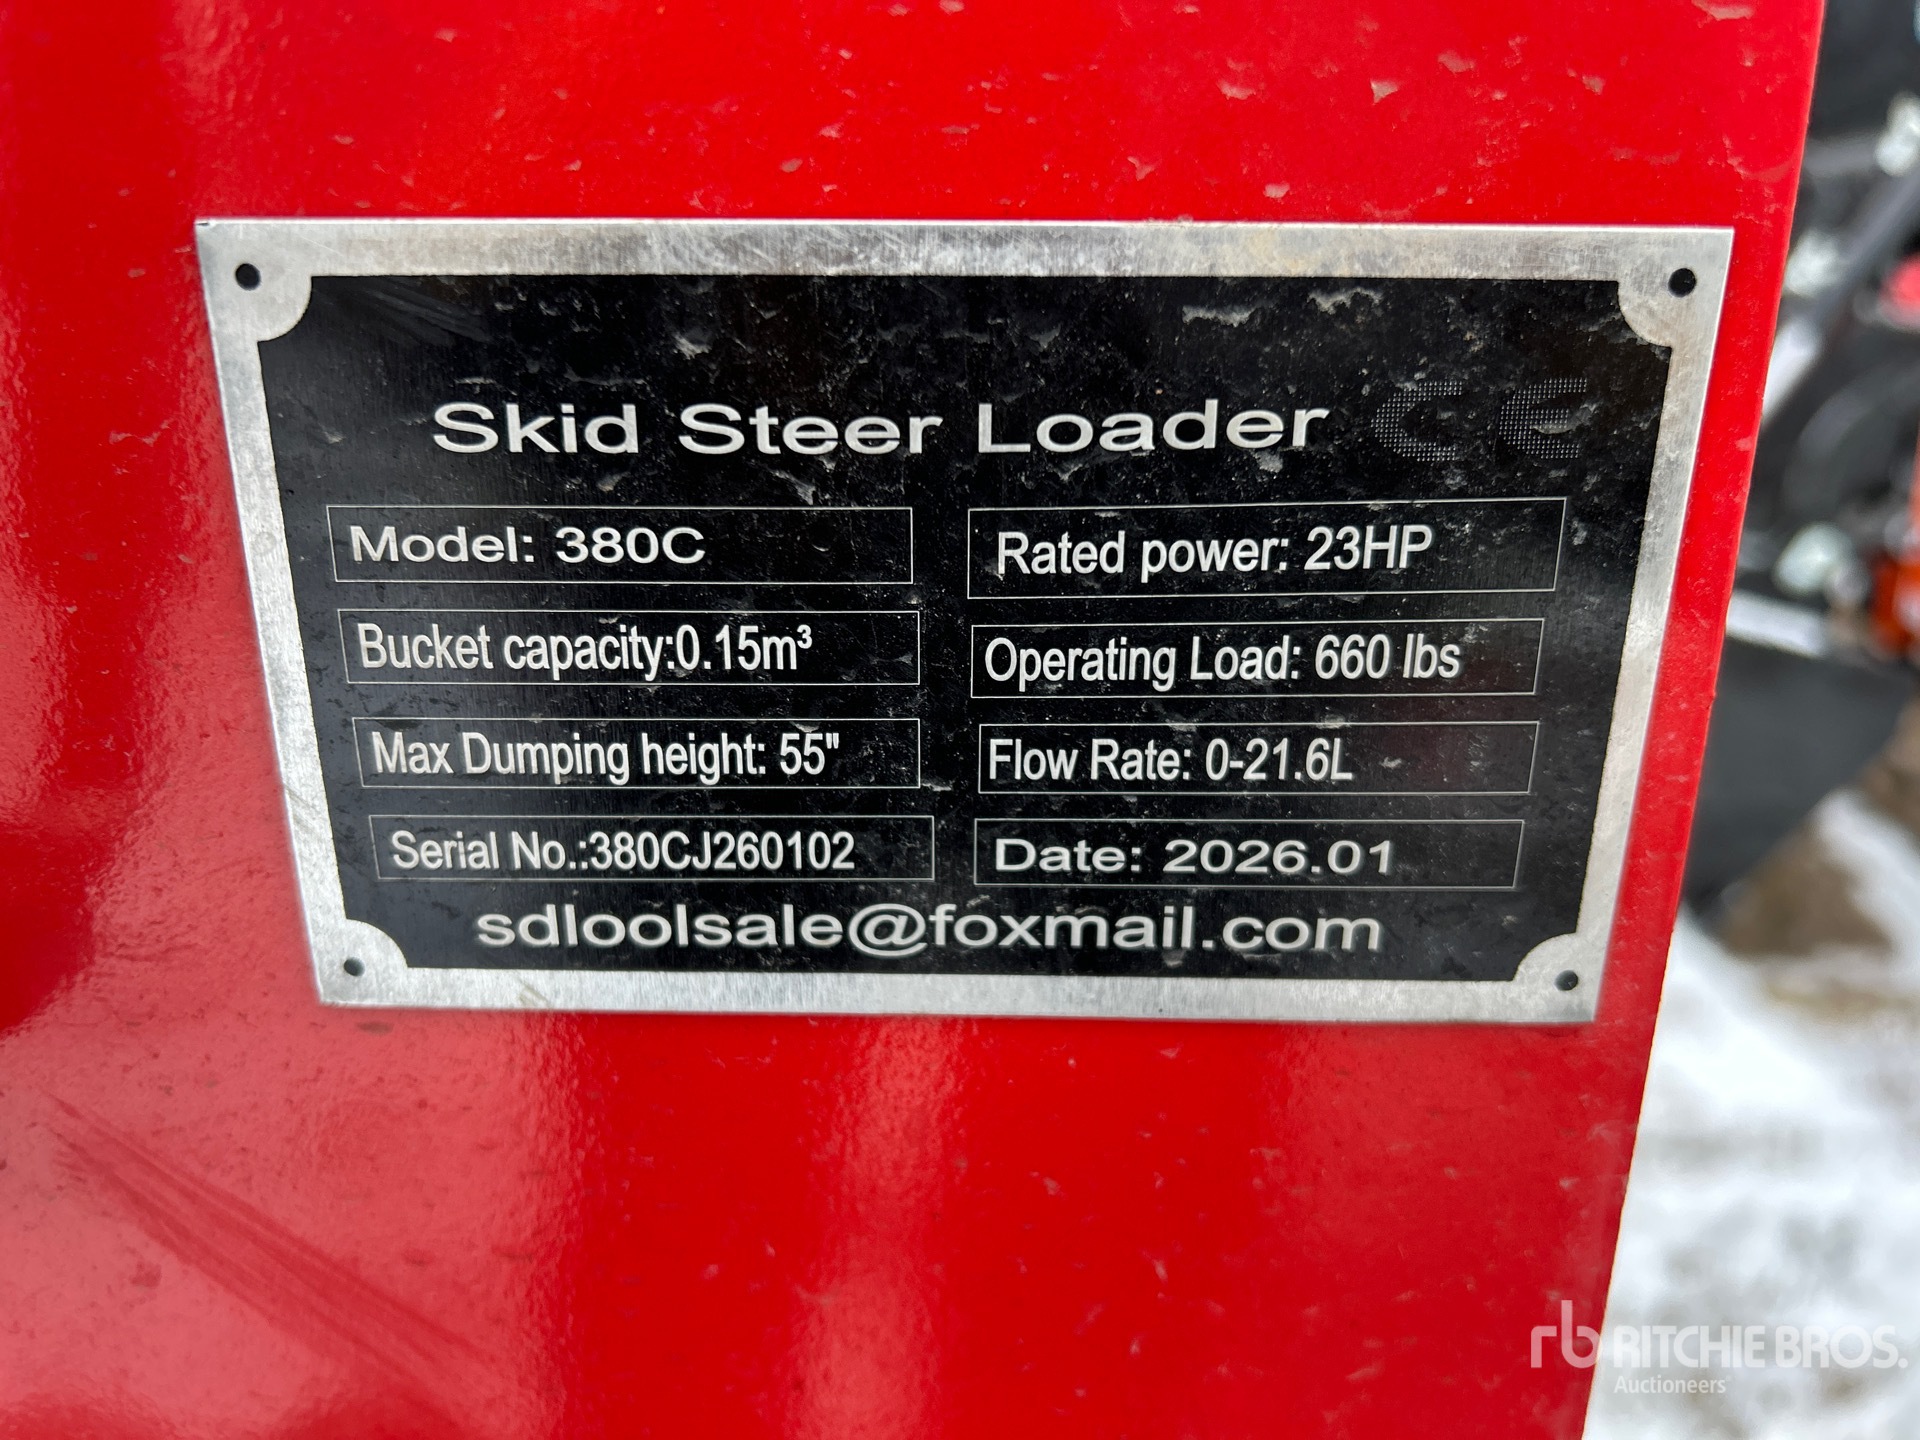 Skid Steer Loader CE
Model: 380C
Rated power: 23HP
Bucket capacity:0.15m³
Operating Load: 660 lbs
Max Dumping height: 55"
Flow Rate: 0-21.6L
Serial No.:380CJ260102
Date: 2026.01
sdloolsale@foxmail.com
rb RITCHIE BROS.
Auctioneers